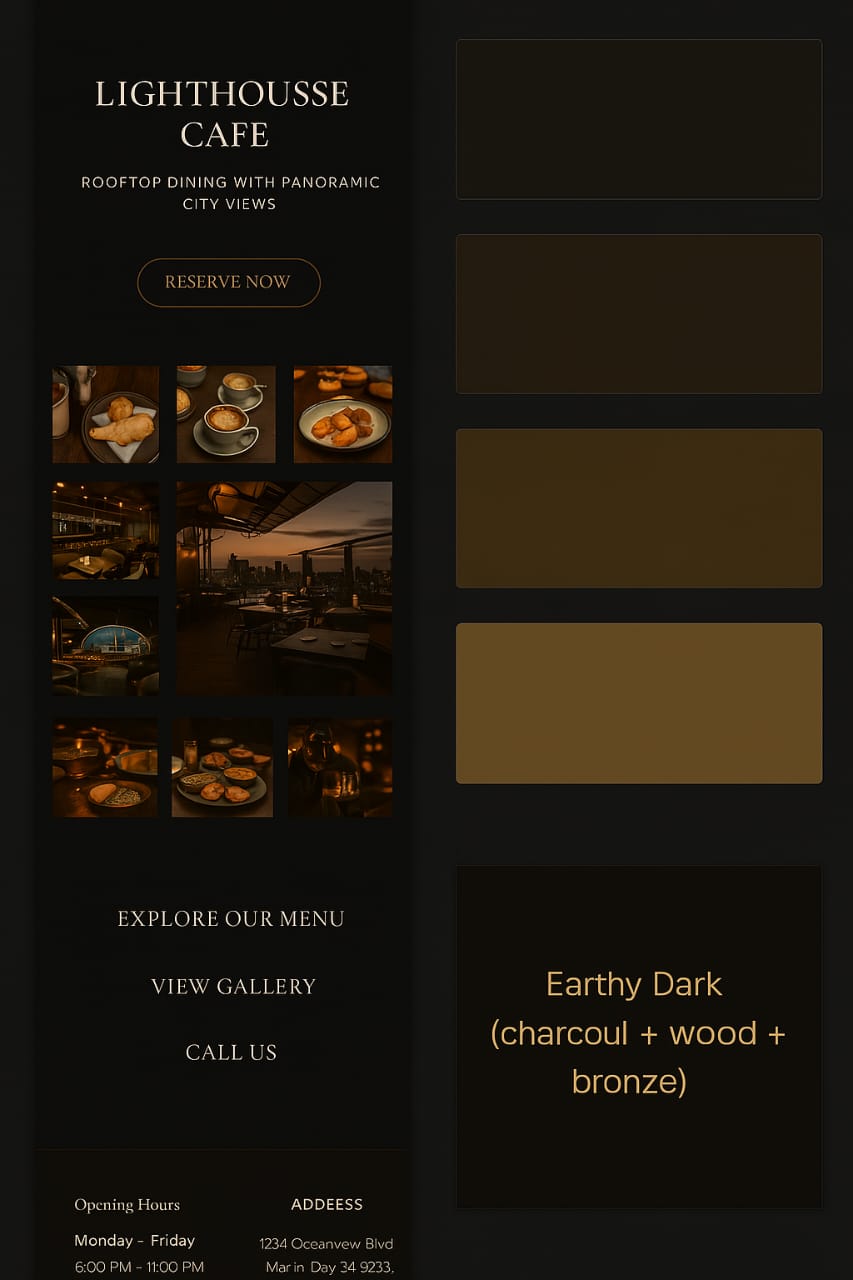 LIGHTHOUSSE
CAFE
ROOFTOP DINING WITH PANORAMIC
CITY VIEWS
RESERVE NOW
EXPLORE OUR MENU
VIEW GALLERY
CALL US
Opening Hours
Monday – Friday
6:00 PM – 11:00 PM
ADDEESS
1234 Oceanvew Blvd
Marin Day 34 9233,
Earthy Dark
(charcoul + wood +
bronze)